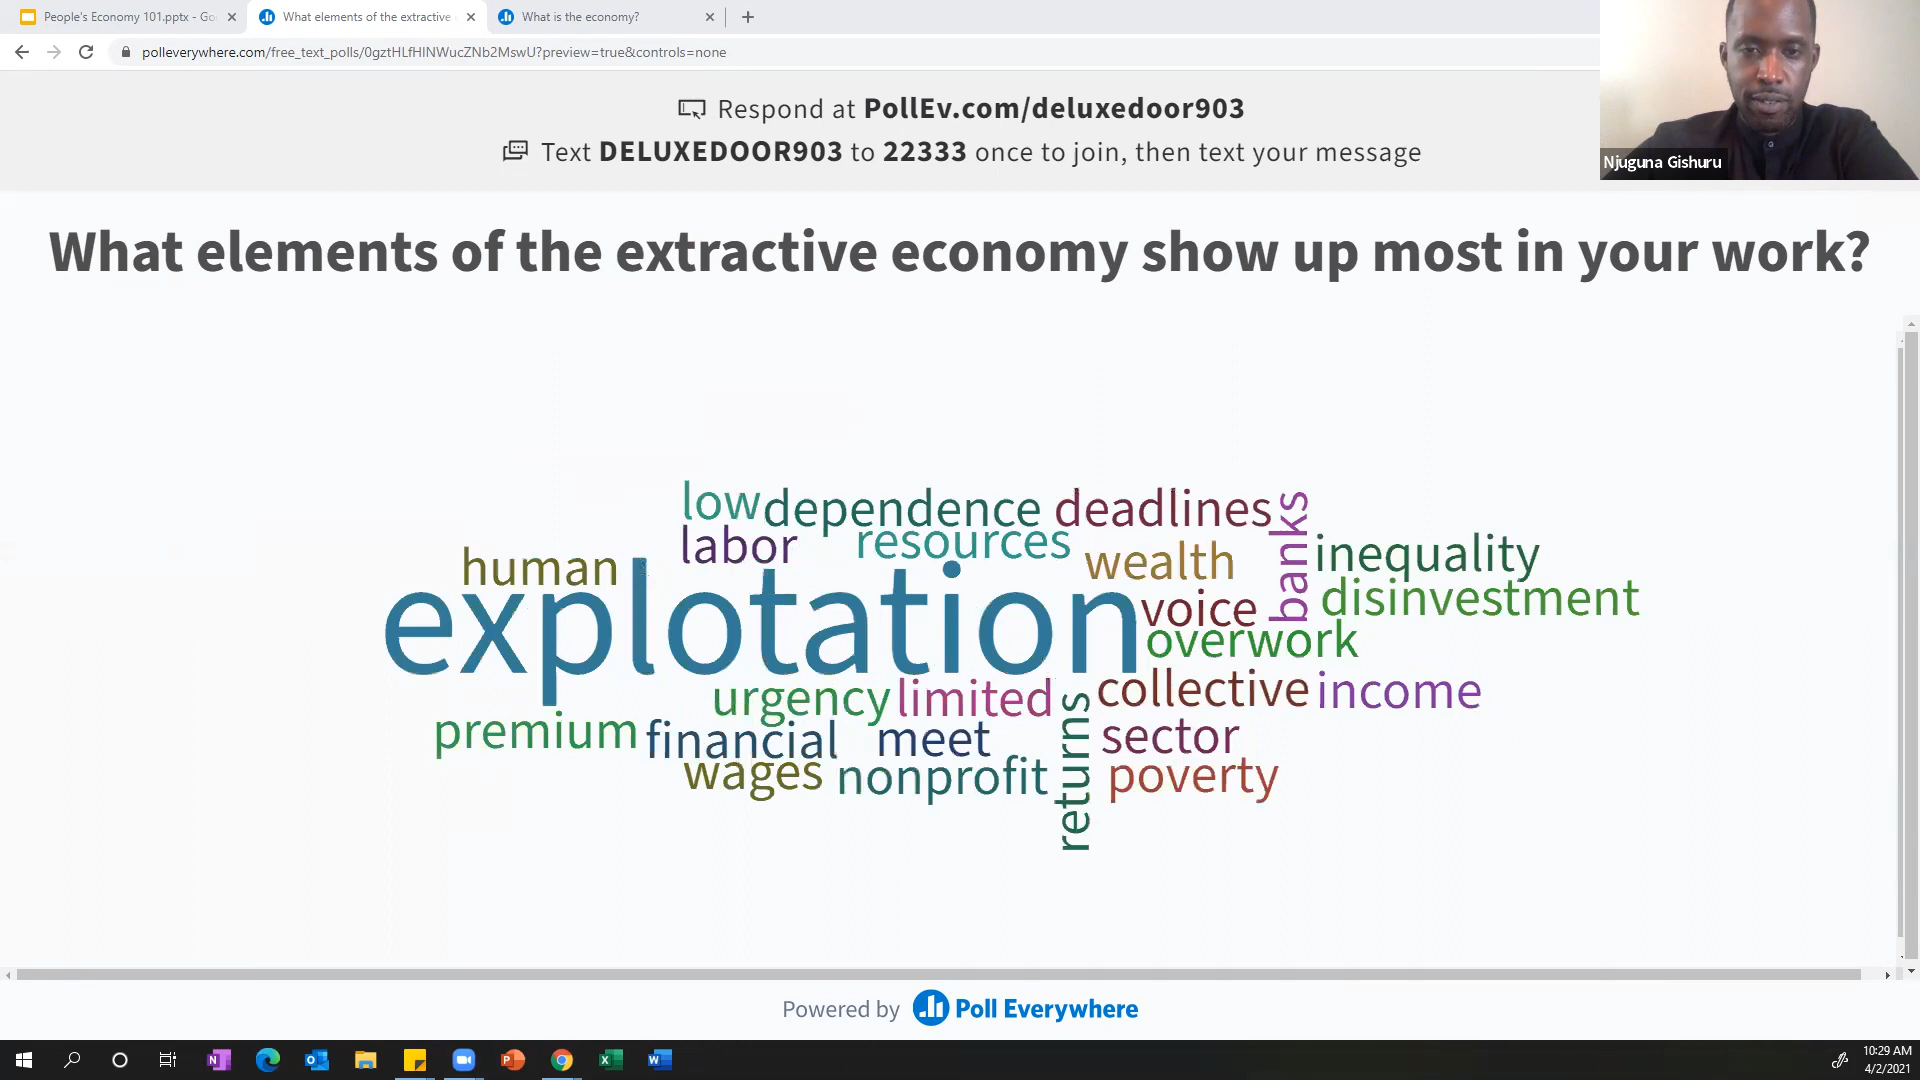 People's Economy 101.pptx - Go
What elements of the extractive
What is the economy?
polleverywhere.com/free_text_polls/0gztHLfHlNWucZNb2MswU?preview=true&controls=none
Respond at PollEv.com/deluxedoor903
Text DELUXEDOOR903 to 22333 once to join, then text your message
Njuguna Gishuru
What elements of the extractive economy show up most in your work?
low
dependence
deadlines
banks
labor
resources
human
wealth
inequality
explotation
voice
disinvestment
overwork
urgency
limited
collective
income
premium
financial
meet
returns
sector
wages
nonprofit
poverty
Powered by Poll Everywhere
10:29 AM
4/2/2021